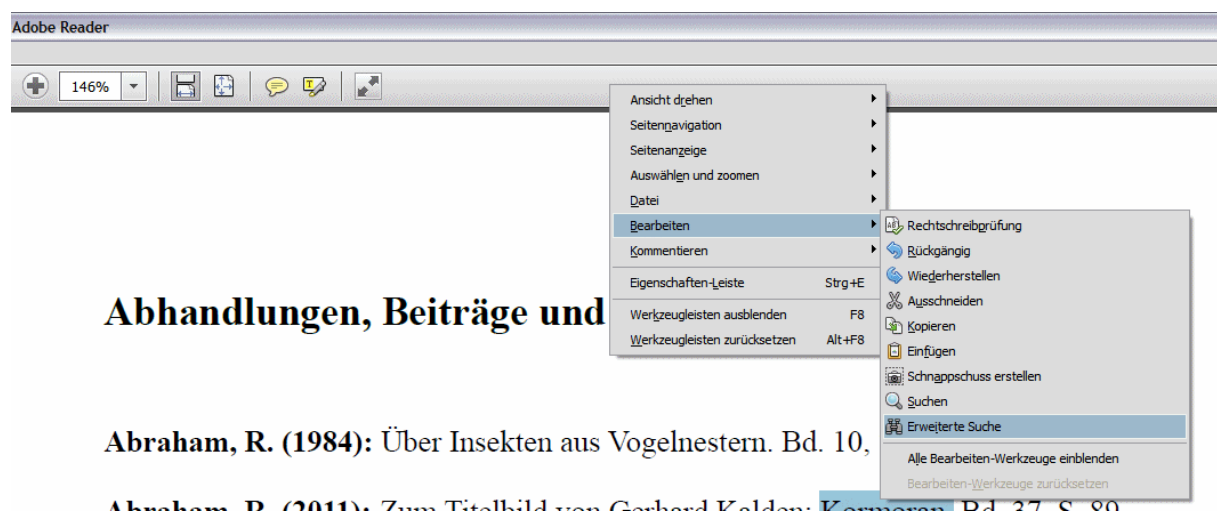 Adobe Reader
146%
Ansicht drehen
Seitennavigation
Seitenanzeige
Auswählen und zoomen
Datei
Bearbeiten
Kommentieren
Eigenschaften-Leiste Strg+E
Werkzeugleisten ausblenden F8
Werkzeugleisten zurücksetzen Alt+F8
Rechtschreibprüfung
Rückgängig
Wiederherstellen
Ausschneiden
Kopieren
Einfügen
Schnappschuss erstellen
Suchen
Erweiterte Suche
Alle Bearbeiten-Werkzeuge einblenden
Bearbeiten-Werkzeuge zurücksetzen
Abhandlungen, Beiträge und
Abraham, R. (1984): Über Insekten aus Vogelnestern. Bd. 10,
Abraham, R. (2011): Zum Titelbild von Gerhard Kalden: Kormoran. Bd. 37, S. 89